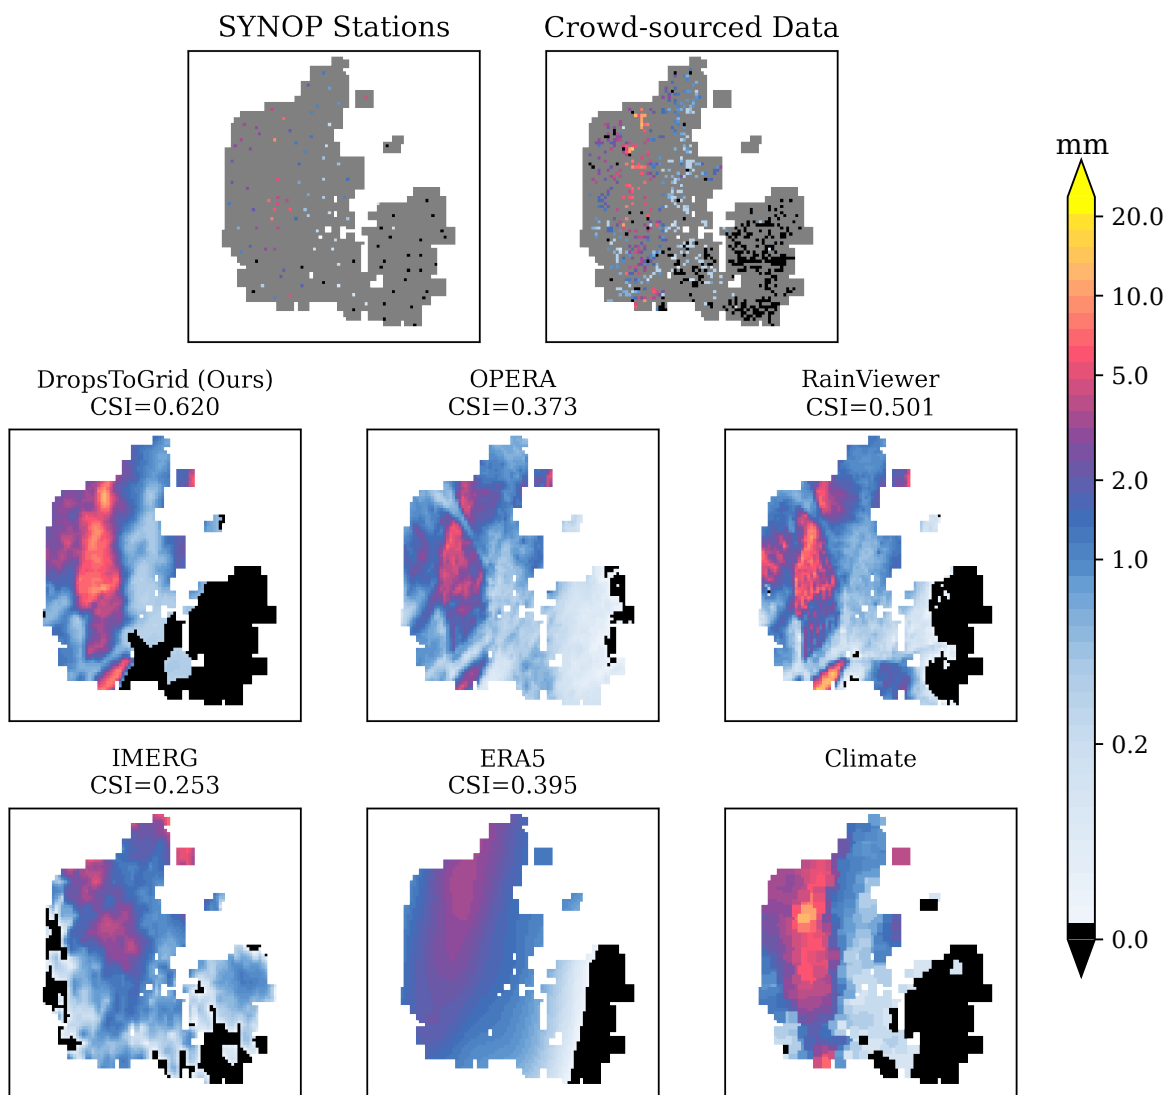 SYNOP Stations
Crowd-sourced Data
mm
20.0
10.0
5.0
2.0
1.0
0.2
0.0
DropsToGrid (Ours)
CSI=0.620
OPERA
CSI=0.373
RainViewer
CSI=0.501
IMERG
CSI=0.253
ERA5
CSI=0.395
Climate